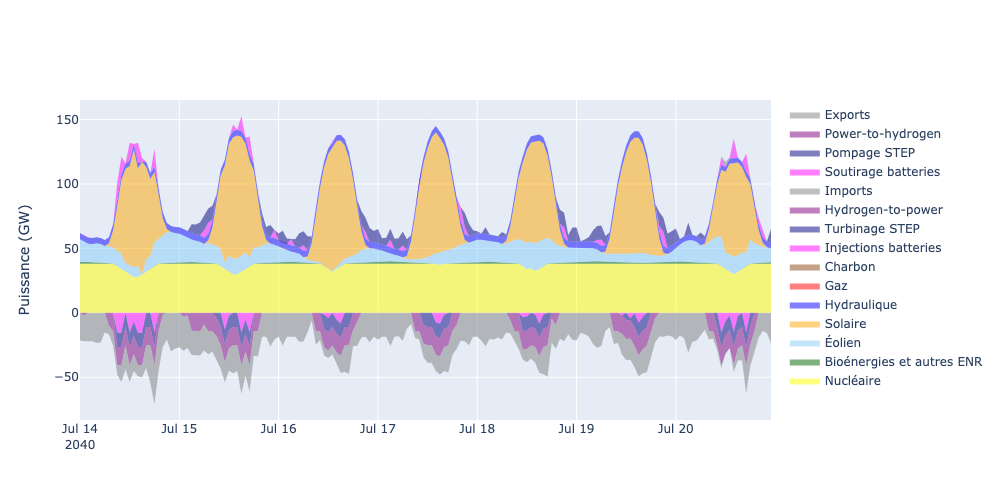 Puissance (GW)
150
100
50
0
−50
Jul 14
2040
Jul 15
Jul 16
Jul 17
Jul 18
Jul 19
Jul 20
Exports
Power-to-hydrogen
Pompage STEP
Soutirage batteries
Imports
Hydrogen-to-power
Turbinage STEP
Injections batteries
Charbon
Gaz
Hydraulique
Solaire
Éolien
Bioénergies et autres ENR
Nucléaire